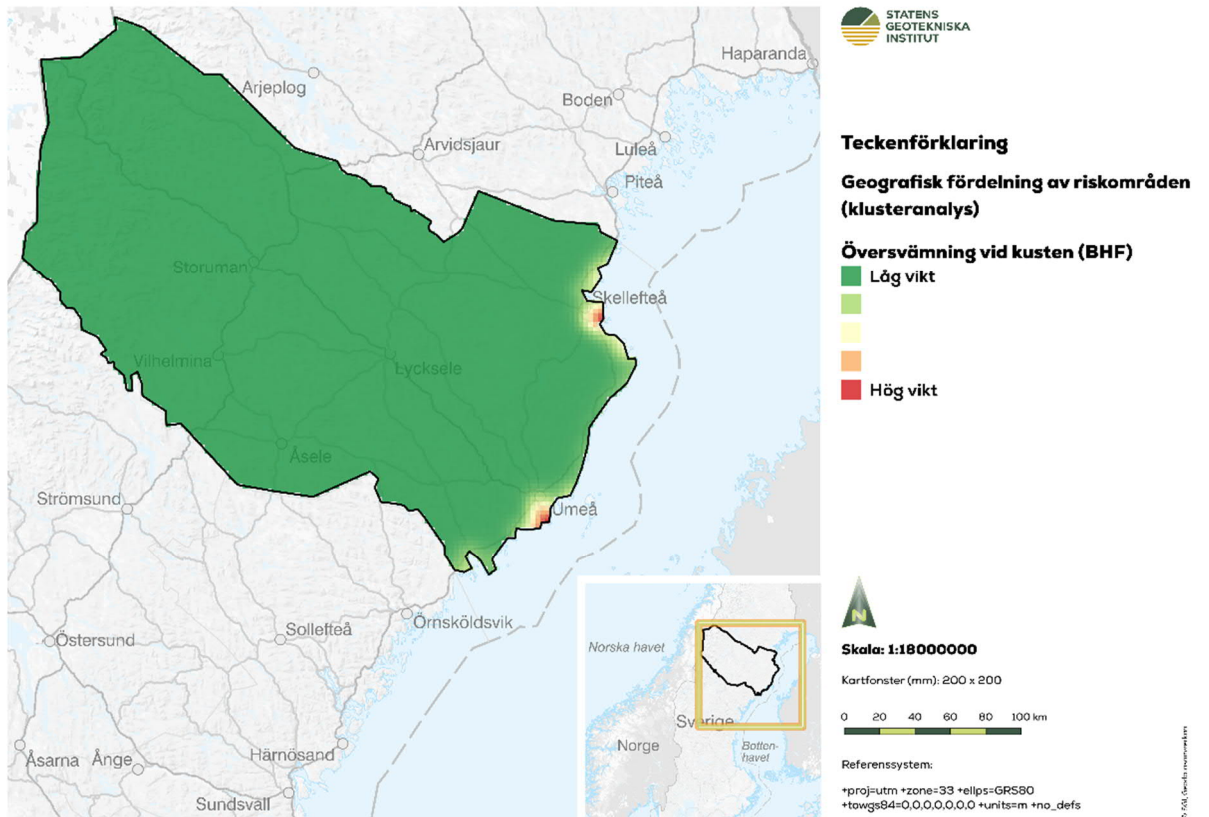 STATENS
GEOTEKNISKA
INSTITUT
Haparanda
Arjeplog
Boden
Arvidsjaur
Luleå
Piteå
Storuman
Skellefteå
Vilhelmina
Lycksele
Åsele
Strömsund
Umeå
Örnsköldsvik
Sollefteå
Östersund
Härnösand
Åsarna
Ånge
Sundsvall
Norska havet
Sverige
Norge
Botten-
havet
Teckenförklaring
Geografisk fördelning av riskområden
(klusteranalys)
Översvämning vid kusten (BHF)
Låg vikt
Hög vikt
N
Skala: 1:18000000
Kartfonster (mm): 200 x 200
0 20 40 60 80 100 km
Referenssystem:
+proj=utm +zone=33 +ellps=GRS80
+towgs84=0,0,0,0,0,0,0 +units=m +no_defs